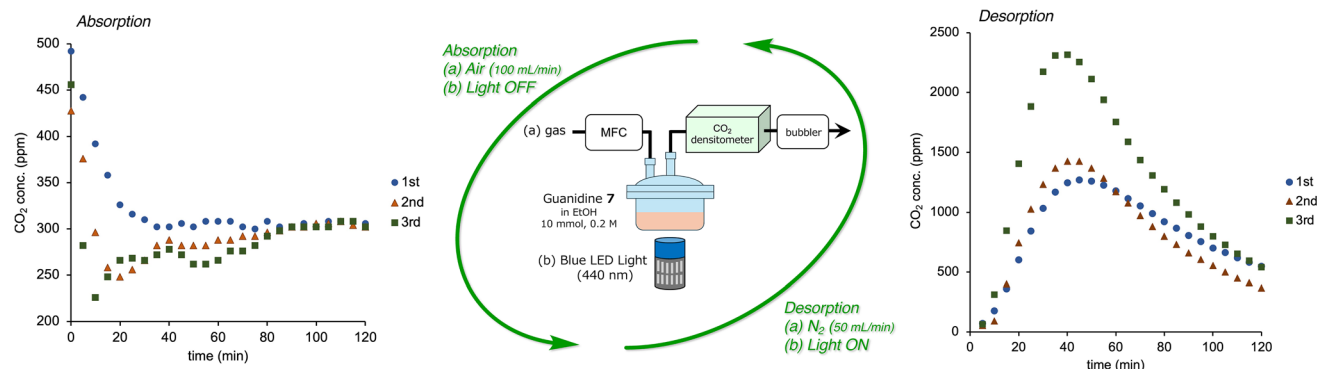 Absorption
500
450
400
350
300
250
200
0
20
40
60
80
100
120
CO2 conc. (ppm)
time (min)
1st
2nd
3rd
Absorption
(a) Air (100 mL/min)
(b) Light OFF
(a) gas
MFC
CO2
densitometer
bubbler
Guanidine 7
in EtOH
10 mmol, 0.2 M
(b) Blue LED Light
(440 nm)
Desorption
(a) N2 (50 mL/min)
(b) Light ON
Desorption
2500
2000
1500
1000
500
0
0
20
40
60
80
100
120
CO2 conc. (ppm)
time (min)
1st
2nd
3rd